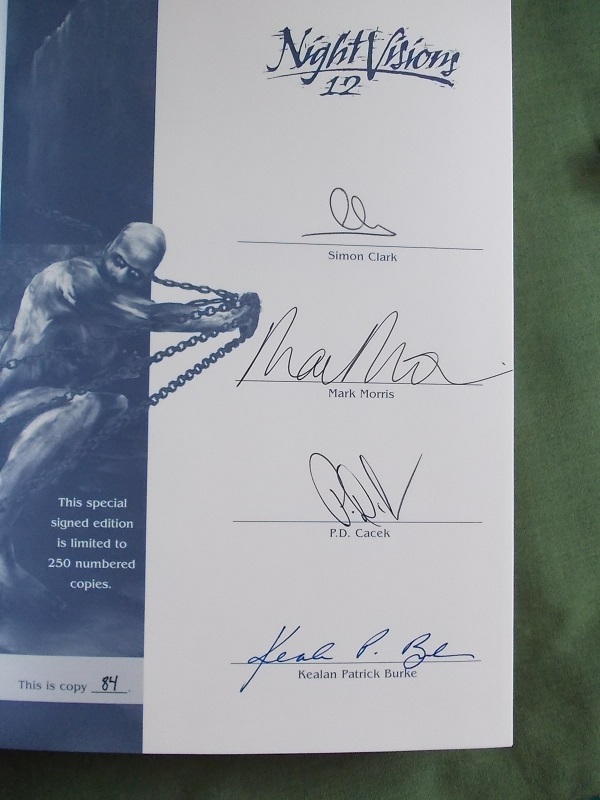 Night Visions
12
Simon Clark
Mark Morris
P.D. Cacek
Kealan Patrick Burke
This special
signed edition
is limited to
250 numbered
copies.
This is copy 84.